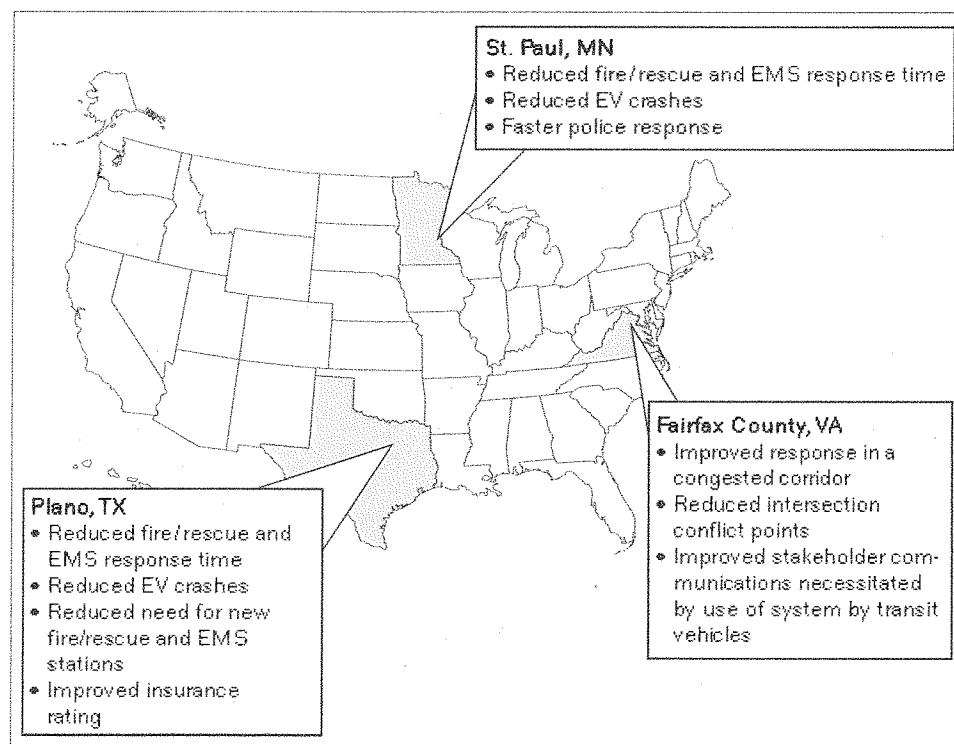 St. Paul, MN
• Reduced fire/rescue and EMS response time
• Reduced EV crashes
• Faster police response
Fairfax County, VA
• Improved response in a
congested corridor
• Reduced intersection
conflict points
• Improved stakeholder com-
munications necessitated
by use of system by transit
vehicles
Plano, TX
• Reduced fire/rescue and
EMS response time
• Reduced EV crashes
• Reduced need for new
fire/rescue and EMS
stations
• Improved insurance
rating